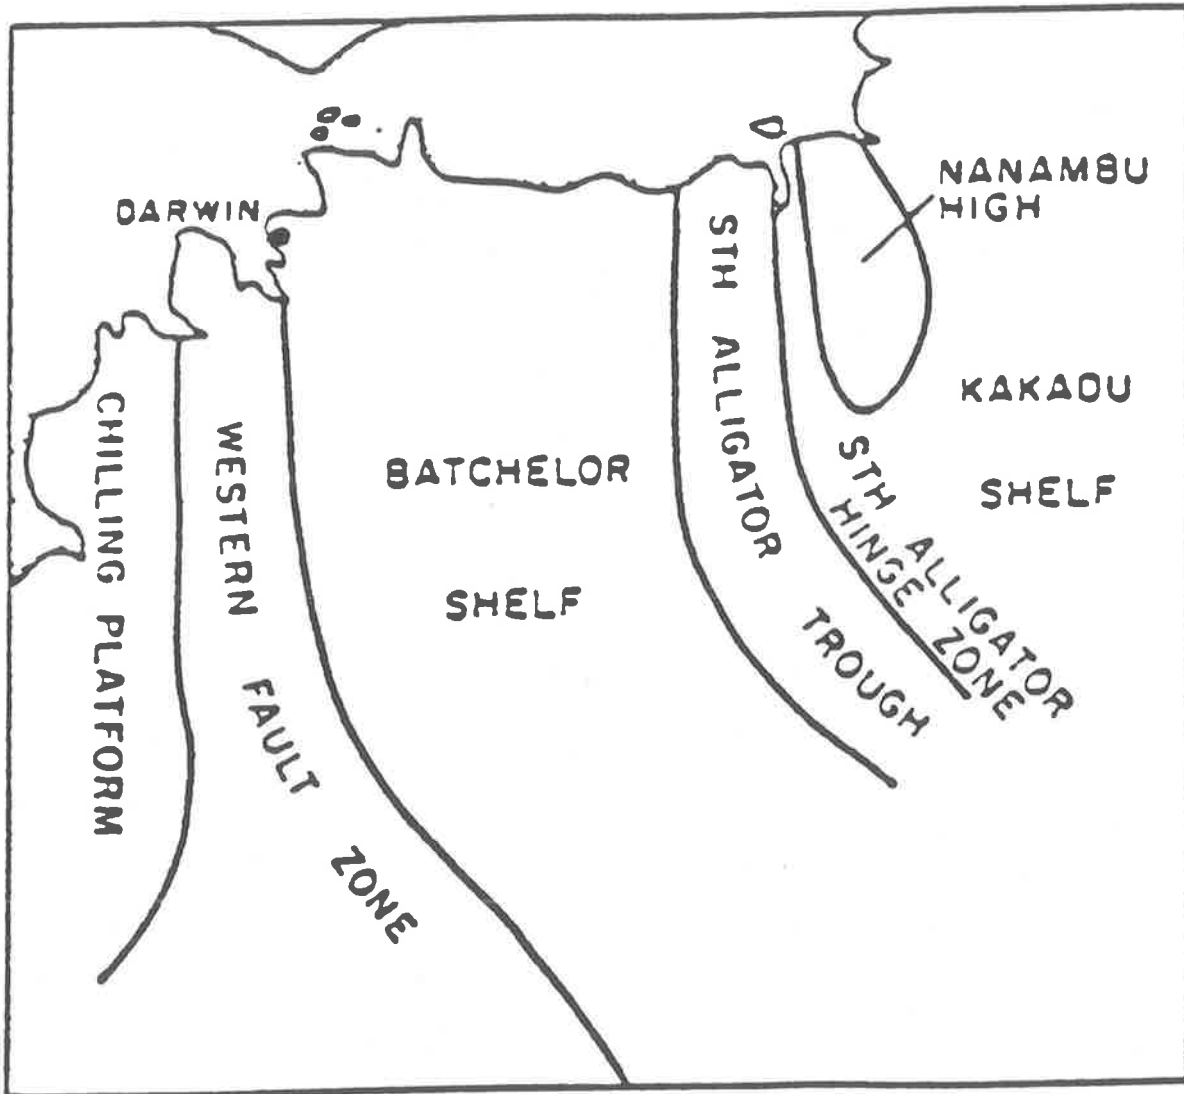 DARWIN
NANAMBU
HIGH
KAKADU
SHELF
BATCHELOR
SHELF
CHILLING PLATFORM
WESTERN FAULT ZONE
STH ALLIGATOR TROUGH
STH ALLIGATOR
HINGE ZONE